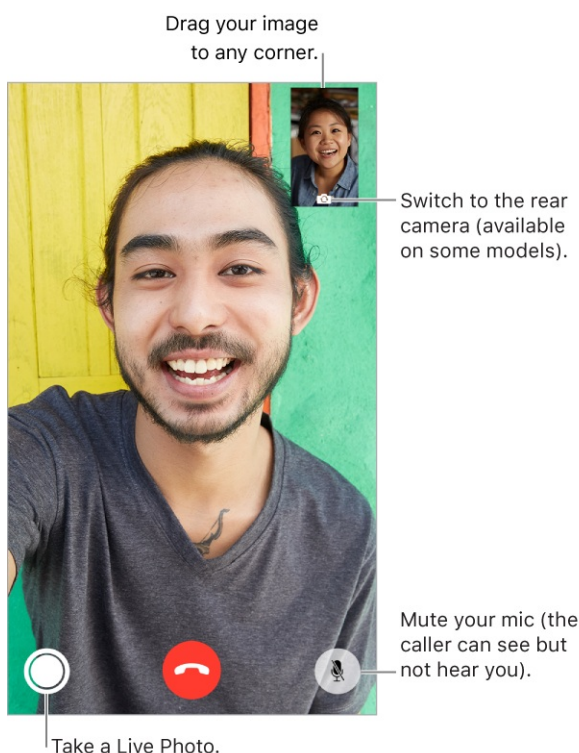 Drag your image
to any corner.
Switch to the rear
camera (available
on some models).
Mute your mic (the
caller can see but
not hear you).
Take a Live Photo.